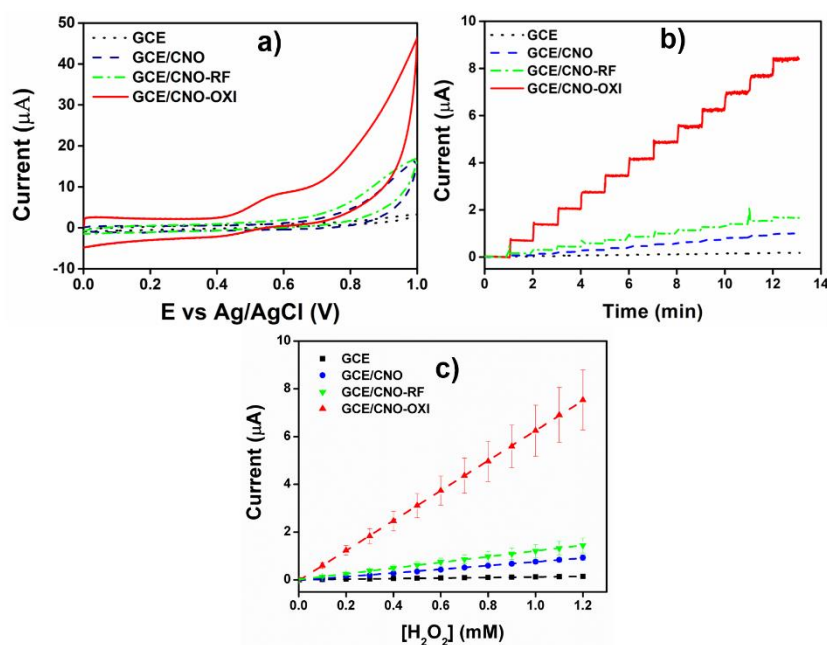 a)
GCE
GCE/CNO
GCE/CNO-RF
GCE/CNO-OXI
50
40
30
20
10
0
-10
Current (µA)
0.0 0.2 0.4 0.6 0.8 1.0
E vs Ag/AgCl (V)
b)
GCE
GCE/CNO
GCE/CNO-RF
GCE/CNO-OXI
10
8
6
4
2
0
Current (µA)
0 2 4 6 8 10 12 14
Time (min)
c)
GCE
GCE/CNO
GCE/CNO-RF
GCE/CNO-OXI
10
8
6
4
2
0
Current (µA)
0.0 0.2 0.4 0.6 0.8 1.0 1.2
[H₂O₂] (mM)